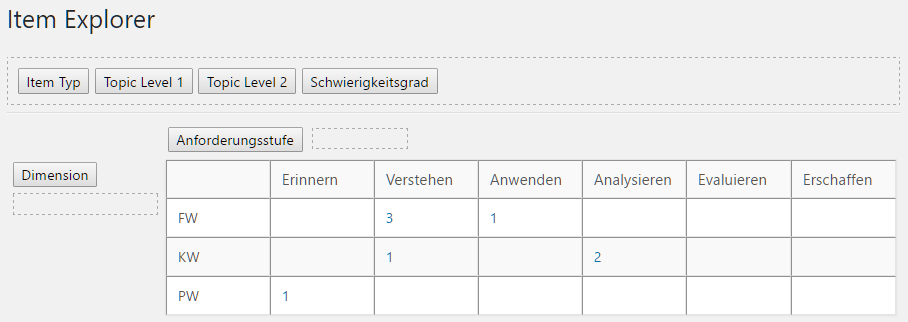 Item Explorer
Item Typ Topic Level 1 Topic Level 2 Schwierigkeitsgrad
Anforderungsstufe
Dimension
Erinnern Verstehen Anwenden Analysieren Evaluieren Erschaffen
FW 3 1
KW 1 2
PW 1